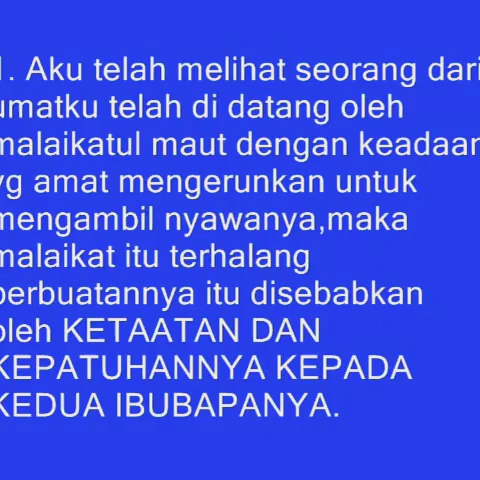 1. Aku telah melihat seorang dari
umatku telah di datang oleh
malaikatul maut dengan keadaan
yg amat mengerunkan untuk
mengambil nyawanya,maka
malaikat itu terhalang
perbuatannya itu disebabkan
oleh KETAATAN DAN
KEPATUHANNYA KEPADA
KEDUA IBUBAPANYA.